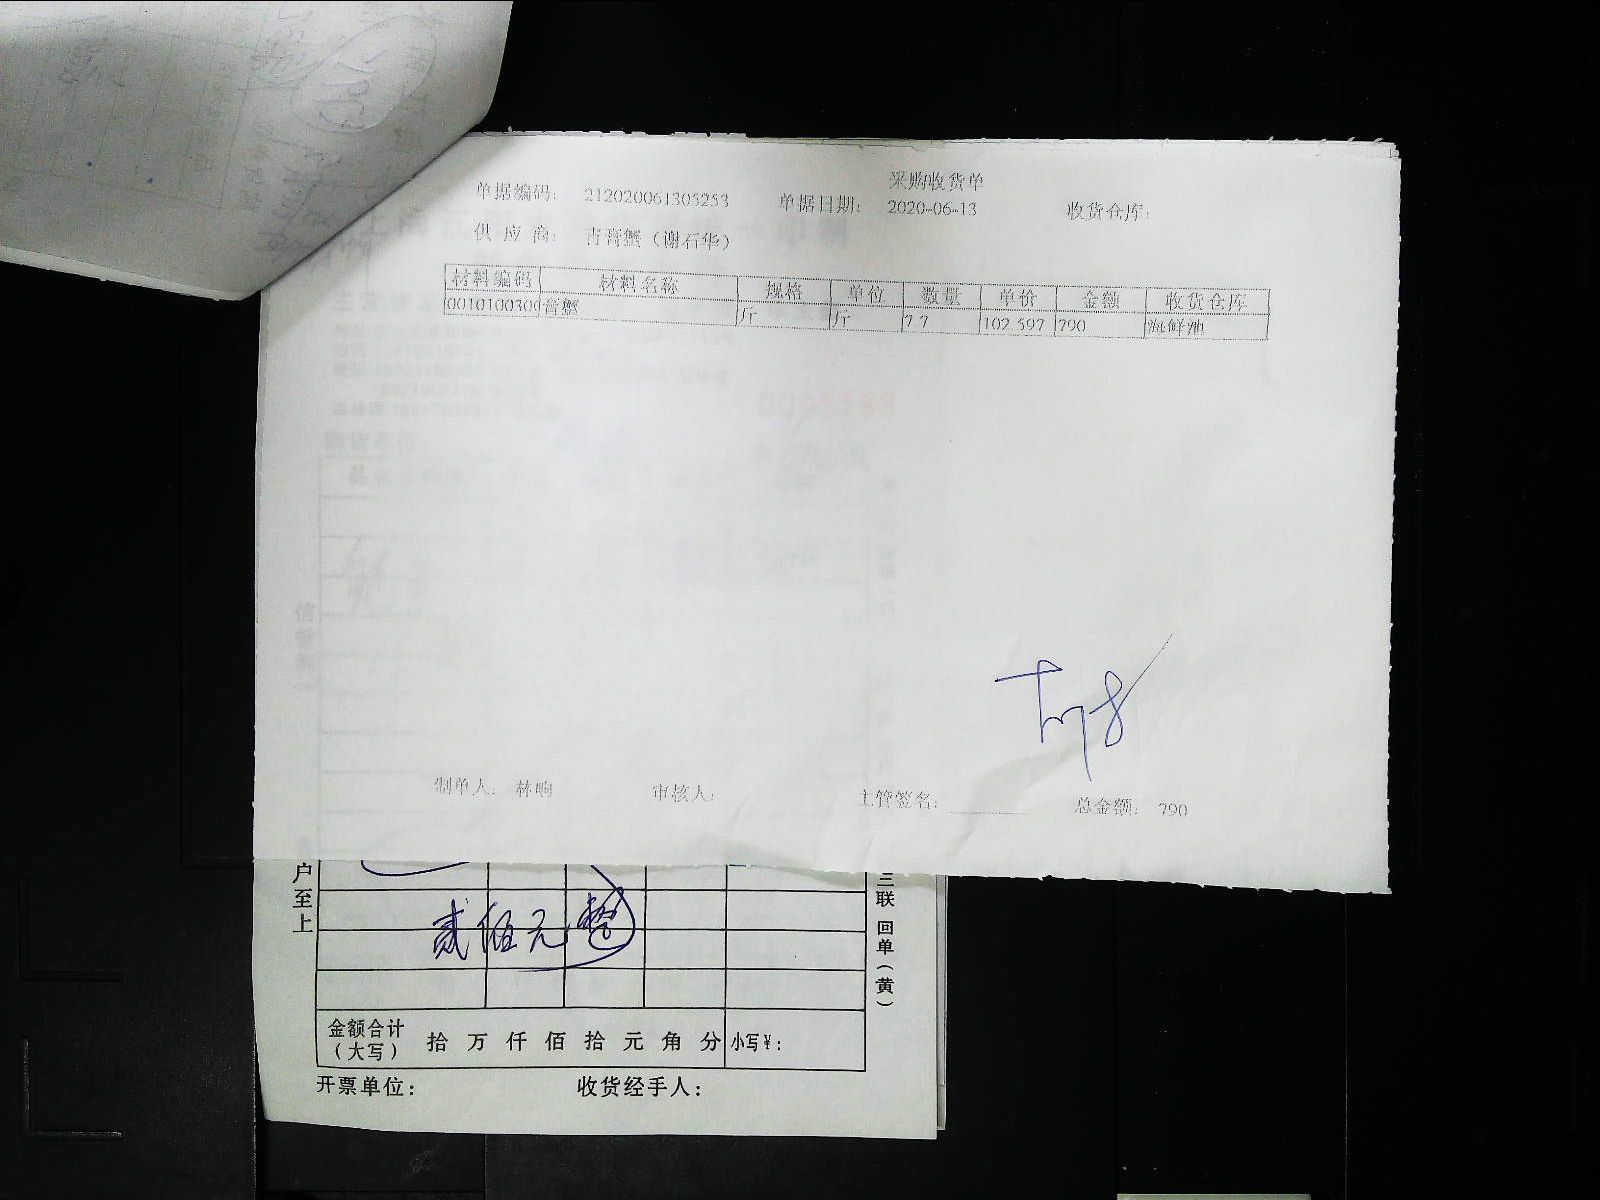 采购收货单
单据编码: 212020061305253 单据日期: 2020-06-13 收货仓库:
供应商: 青膏蟹（谢石华）
材料编码 材料名称 规格 单位 数量 单价 金额 收货仓库
0010100300 膏蟹 斤 斤 7.7 102.597 790 海鲜池
制单人: 林响 审核人: 主管签名: 总金额: 790
户至上
三联 回单（黄）
贰佰元整
金额合计（大写） 拾 万 仟 佰 拾 元 角 分 小写¥:
开票单位: 收货经手人: